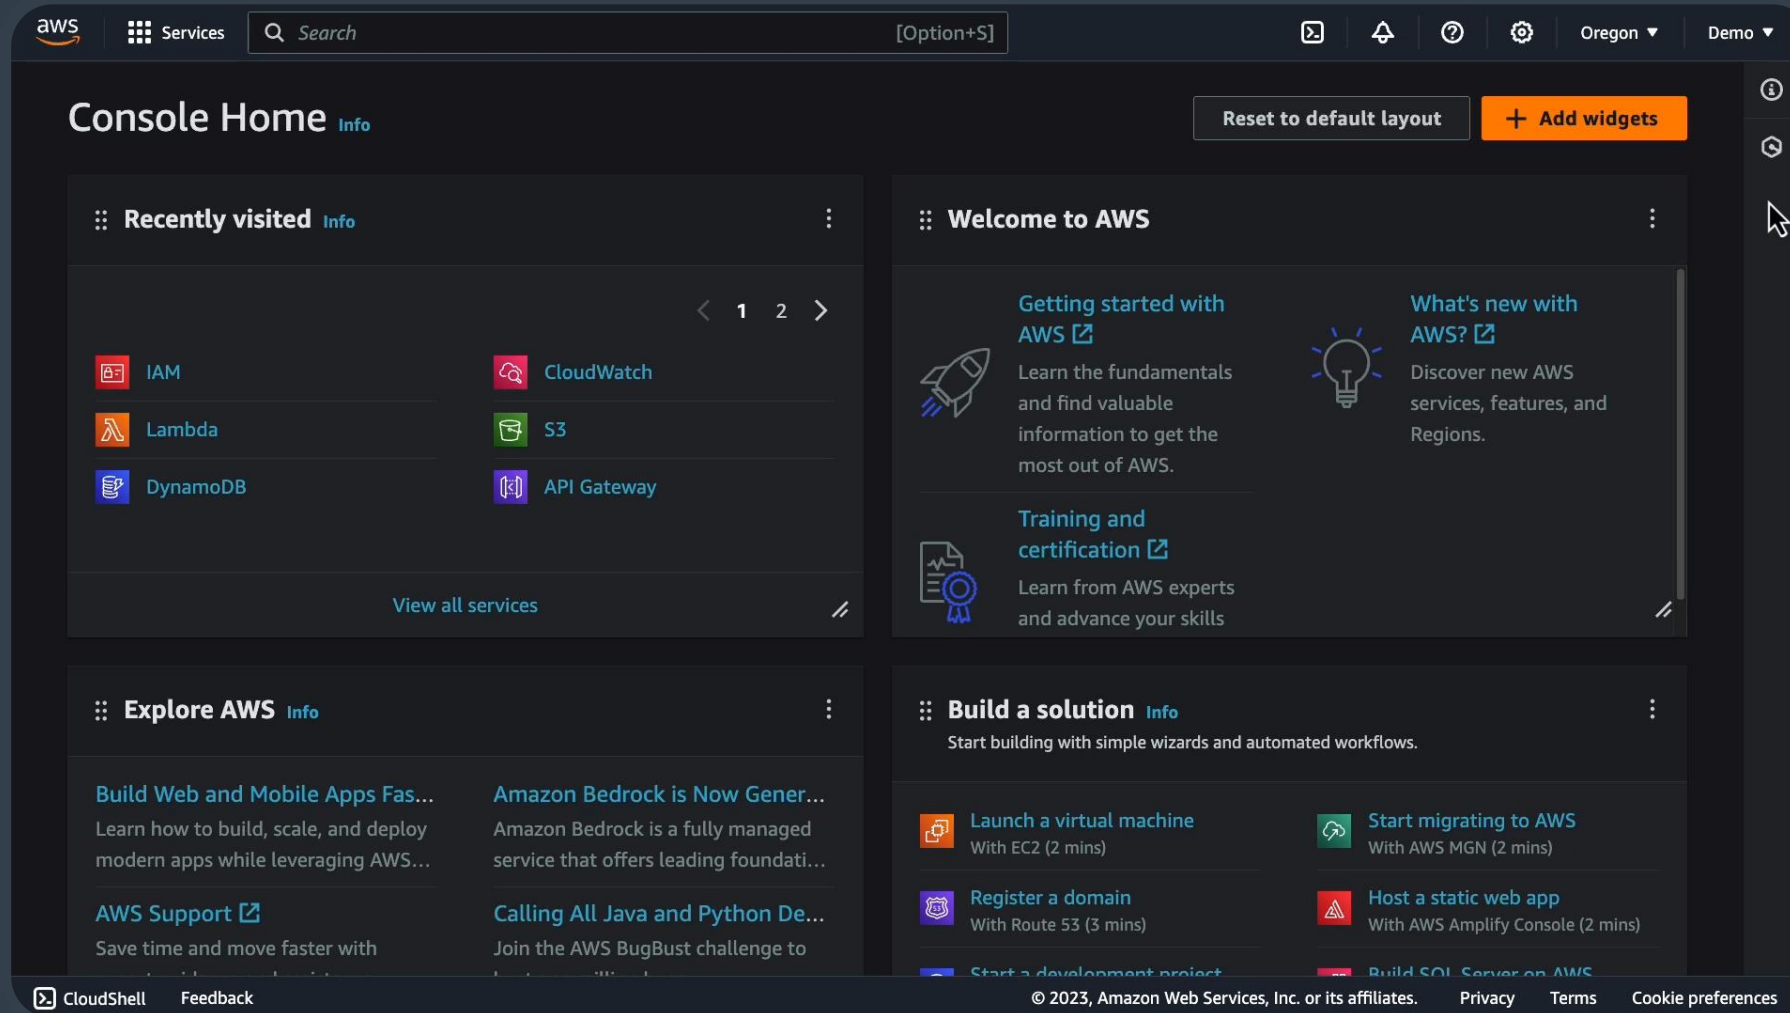 aws
Services
Search
[Option+S]
Oregon
Demo
Console Home Info
Reset to default layout
Add widgets
Recently visited Info
1 2
IAM
CloudWatch
Lambda
S3
DynamoDB
API Gateway
View all services
Welcome to AWS
Getting started with
AWS
Learn the fundamentals
and find valuable
information to get the
most out of AWS.
What's new with
AWS?
Discover new AWS
services, features, and
Regions.
Training and
certification
Learn from AWS experts
and advance your skills
Explore AWS Info
Build Web and Mobile Apps Fas...
Learn how to build, scale, and deploy
modern apps while leveraging AWS...
Amazon Bedrock is Now Gener...
Amazon Bedrock is a fully managed
service that offers leading foundati...
AWS Support
Save time and move faster with
Calling All Java and Python De...
Join the AWS BugBust challenge to
Build a solution Info
Start building with simple wizards and automated workflows.
Launch a virtual machine
With EC2 (2 mins)
Start migrating to AWS
With AWS MGN (2 mins)
Register a domain
With Route 53 (3 mins)
Host a static web app
With AWS Amplify Console (2 mins)
Start a development project
Build SQL Server on AWS
CloudShell
Feedback
© 2023, Amazon Web Services, Inc. or its affiliates.
Privacy
Terms
Cookie preferences